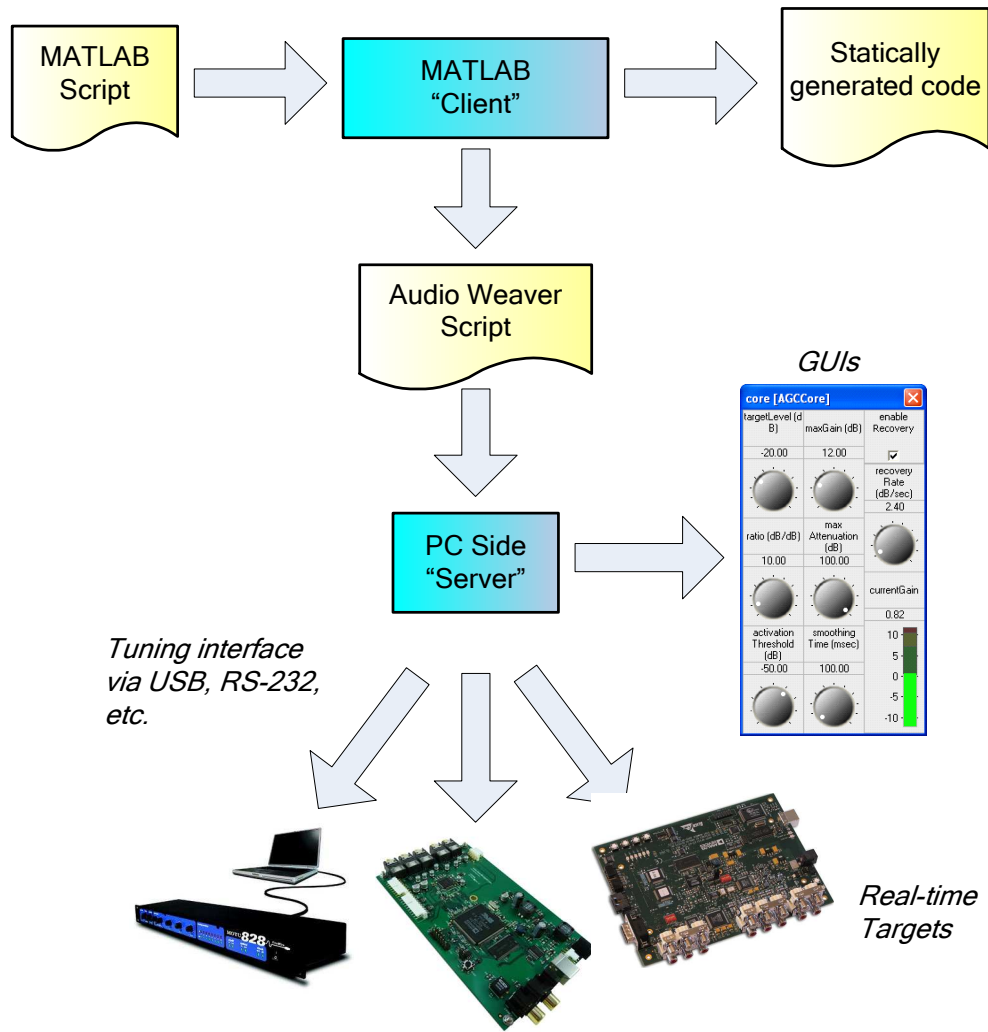 MATLAB
Script
MATLAB
“Client”
Statically
generated code
Audio Weaver
Script
GUIs
core [AGCCore]
targetLevel (d
B)
maxGain (dB)
enable
Recovery
-20.00
12.00
recovery
Rate
(dB/sec)
2.40
ratio (dB/dB)
max
Attenuation
(dB)
10.00
100.00
currentGain
0.82
activation
Threshold
(dB)
smoothing
Time (msec)
-50.00
100.00
10
5
0
-5
-10
PC Side
“Server”
Tuning interface
via USB, RS-232,
etc.
MOTU 828
Real-time
Targets